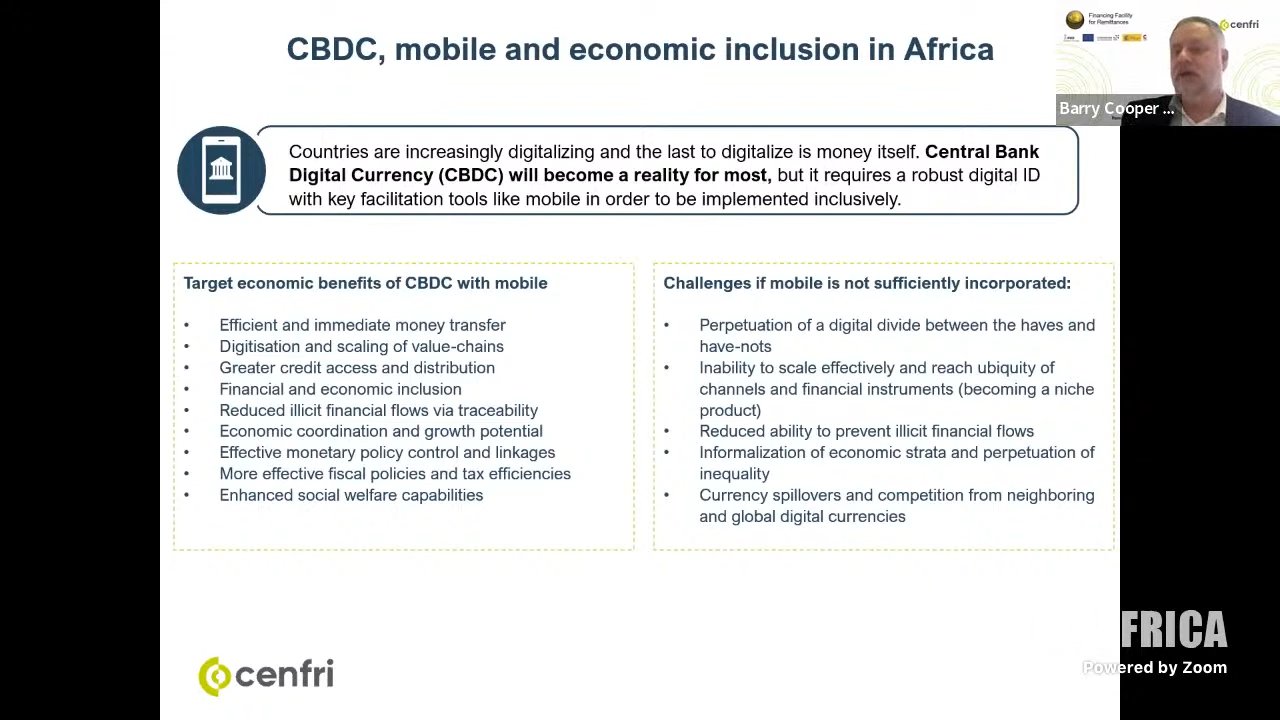 CBDC, mobile and economic inclusion in Africa
Financing Facility
for Remittances
cenfri
Barry Cooper ...
Countries are increasingly digitalizing and the last to digitalize is money itself. Central Bank
Digital Currency (CBDC) will become a reality for most, but it requires a robust digital ID
with key facilitation tools like mobile in order to be implemented inclusively.
Target economic benefits of CBDC with mobile
• Efficient and immediate money transfer
• Digitisation and scaling of value-chains
• Greater credit access and distribution
• Financial and economic inclusion
• Reduced illicit financial flows via traceability
• Economic coordination and growth potential
• Effective monetary policy control and linkages
• More effective fiscal policies and tax efficiencies
• Enhanced social welfare capabilities
Challenges if mobile is not sufficiently incorporated:
• Perpetuation of a digital divide between the haves and
have-nots
• Inability to scale effectively and reach ubiquity of
channels and financial instruments (becoming a niche
product)
• Reduced ability to prevent illicit financial flows
• Informalization of economic strata and perpetuation of
inequality
• Currency spillovers and competition from neighboring
and global digital currencies
cenfri
FRICA
Powered by Zoom